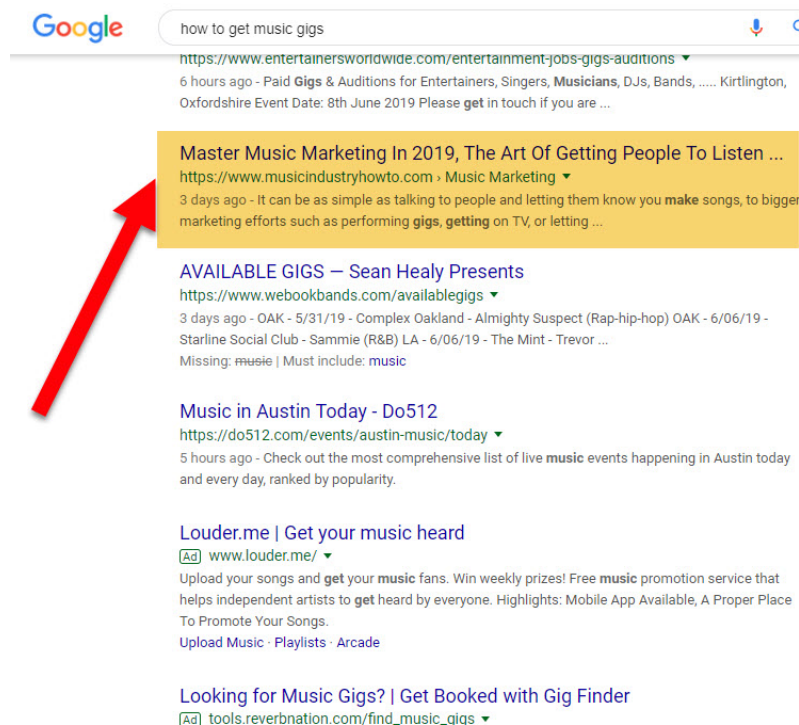 Google
how to get music gigs
https://www.entertainersworldwide.com/entertainment-jobs-gigs-auditions
6 hours ago - Paid Gigs & Auditions for Entertainers, Singers, Musicians, DJs, Bands, ..... Kirtlington,
Oxfordshire Event Date: 8th June 2019 Please get in touch if you are ...
Master Music Marketing In 2019, The Art Of Getting People To Listen ...
https://www.musicindustryhowto.com › Music Marketing
3 days ago - It can be as simple as talking to people and letting them know you make songs, to bigger
marketing efforts such as performing gigs, getting on TV, or letting ...
AVAILABLE GIGS — Sean Healy Presents
https://www.webookbands.com/availablegigs
3 days ago - OAK - 5/31/19 - Complex Oakland - Almighty Suspect (Rap-hip-hop) OAK - 6/06/19 -
Starline Social Club - Sammie (R&B) LA - 6/06/19 - The Mint - Trevor ...
Missing: music | Must include: music
Music in Austin Today - Do512
https://do512.com/events/austin-music/today
5 hours ago - Check out the most comprehensive list of live music events happening in Austin today
and every day, ranked by popularity.
Louder.me | Get your music heard
Ad www.louder.me/
Upload your songs and get your music fans. Win weekly prizes! Free music promotion service that
helps independent artists to get heard by everyone. Highlights: Mobile App Available, A Proper Place
To Promote Your Songs.
Upload Music · Playlists · Arcade
Looking for Music Gigs? | Get Booked with Gig Finder
Ad tools.reverbnation.com/find_music_gigs